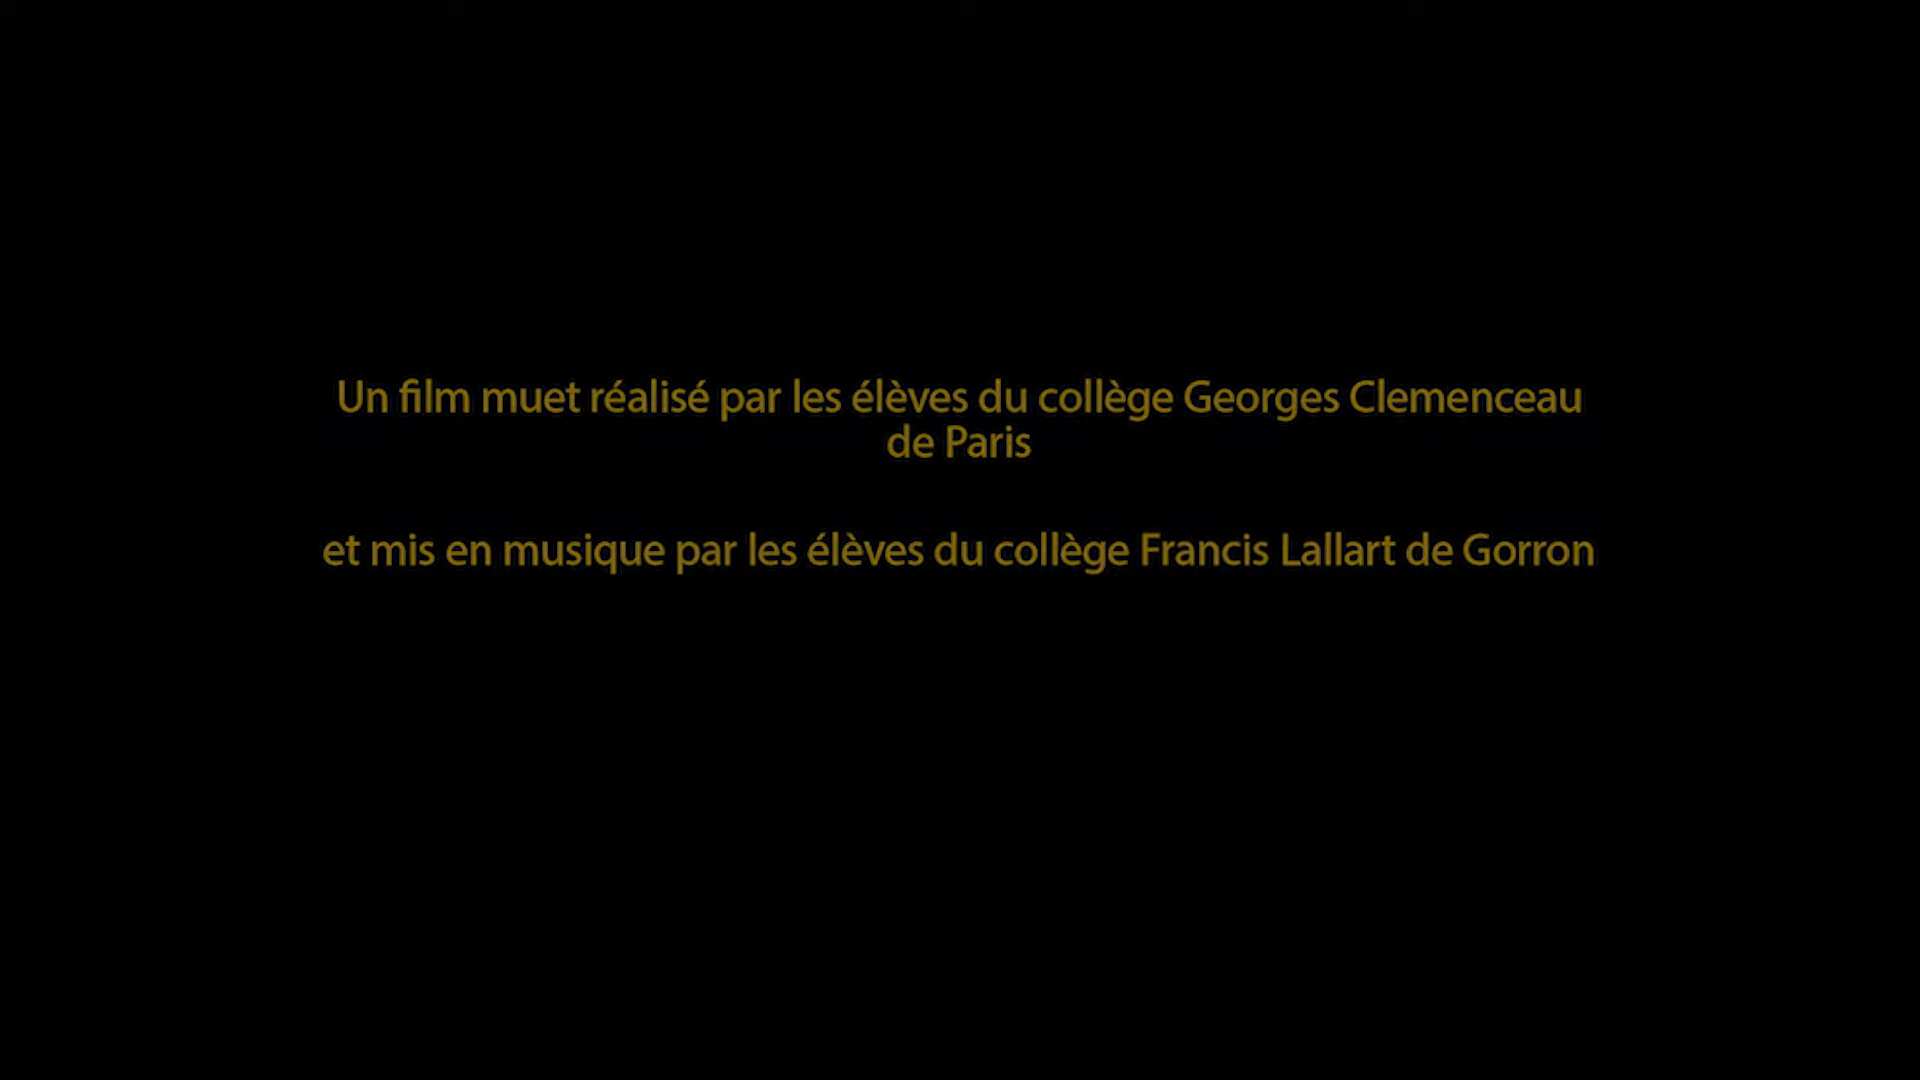 Un film muet réalisé par les élèves du collège Georges Clemenceau
de Paris
et mis en musique par les élèves du collège Francis Lallart de Gorron